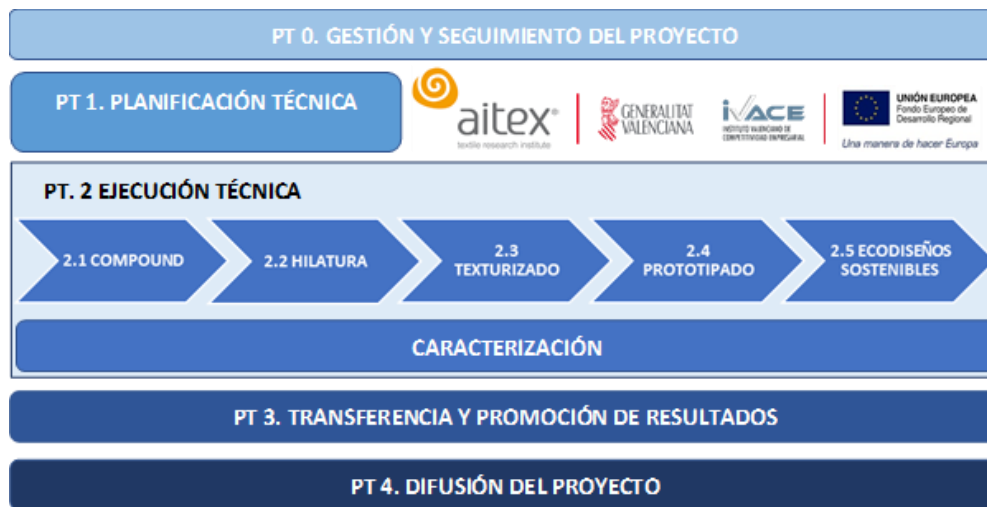 PT 0. GESTIÓN Y SEGUIMIENTO DEL PROYECTO
PT 1. PLANIFICACIÓN TÉCNICA
aitex
textile research institute
GENERALITAT
VALENCIANA
IVACE
INSTITUTO VALENCIANO DE
COMPETITIVIDAD EMPRESARIAL
UNIÓN EUROPEA
Fondo Europeo de
Desarrollo Regional
Una manera de hacer Europa
PT. 2 EJECUCIÓN TÉCNICA
2.1 COMPOUND
2.2 HILATURA
2.3
TEXTURIZADO
2.4
PROTOTIPADO
2.5 ECODISEÑOS
SOSTENIBLES
CARACTERIZACIÓN
PT 3. TRANSFERENCIA Y PROMOCIÓN DE RESULTADOS
PT 4. DIFUSIÓN DEL PROYECTO